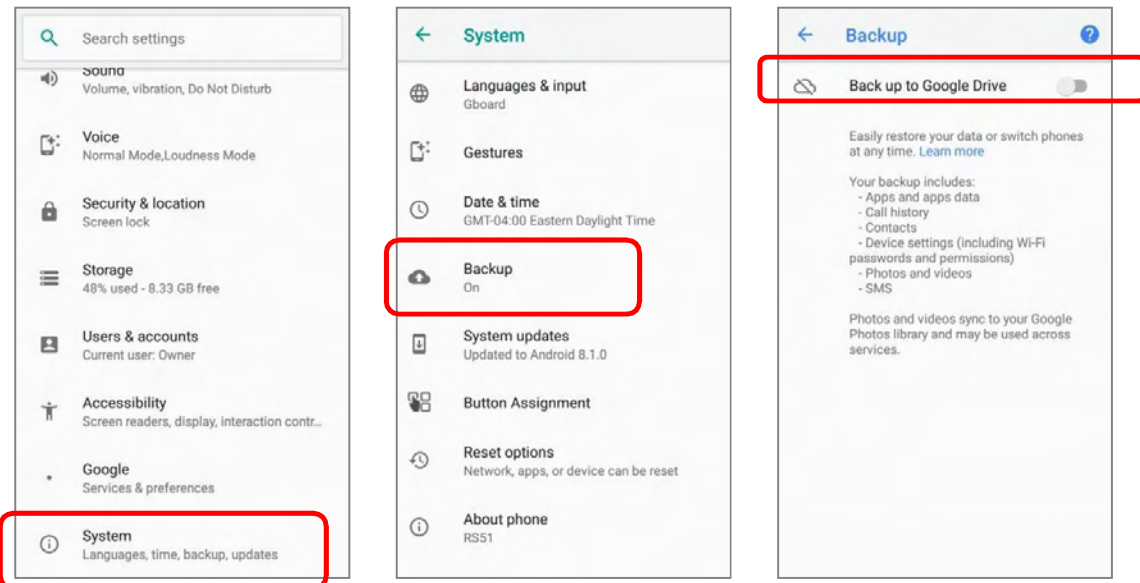 Search settings
Sound
Volume, vibration, Do Not Disturb
Voice
Normal Mode,Loudness Mode
Security & location
Screen lock
Storage
48% used - 8.33 GB free
Users & accounts
Current user: Owner
Accessibility
Screen readers, display, interaction contr...
Google
Services & preferences
System
Languages, time, backup, updates
System
Languages & input
Gboard
Gestures
Date & time
GMT-04:00 Eastern Daylight Time
Backup
On
System updates
Updated to Android 8.1.0
Button Assignment
Reset options
Network, apps, or device can be reset
About phone
RS51
Backup
Back up to Google Drive
Easily restore your data or switch phones
at any time. Learn more
Your backup includes:
- Apps and apps data
- Call history
- Contacts
- Device settings (including Wi-Fi
passwords and permissions)
- Photos and videos
- SMS
Photos and videos sync to your Google
Photos library and may be used across
services.